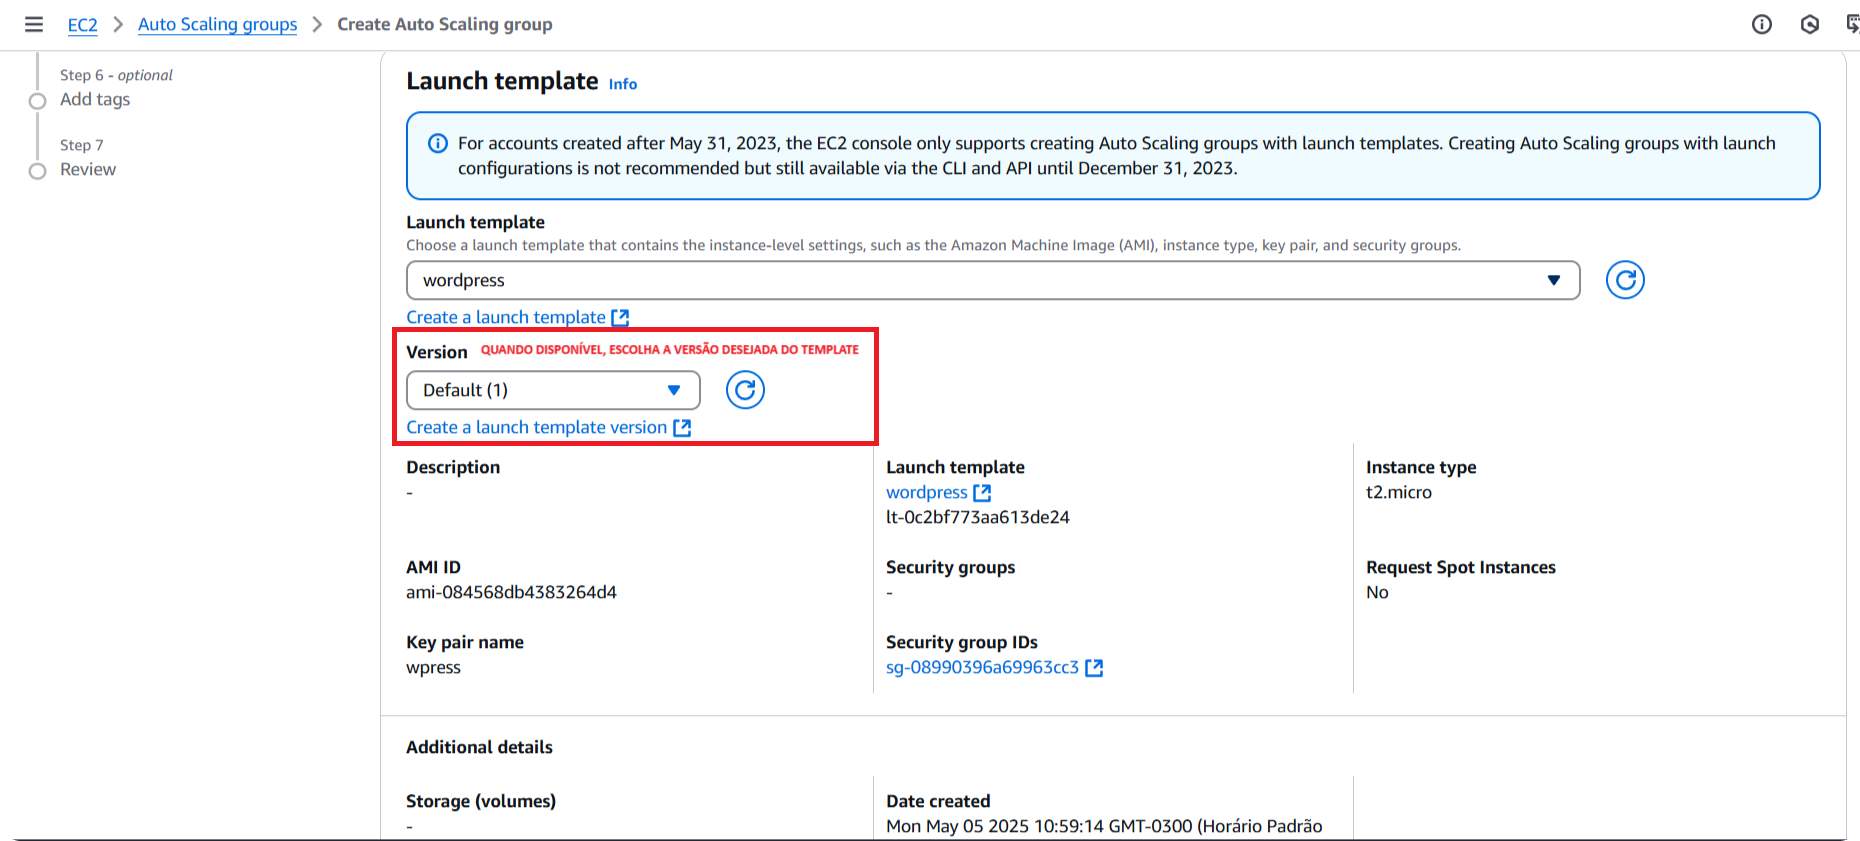 EC2 > Auto Scaling groups > Create Auto Scaling group
Step 6 - optional
Add tags
Step 7
Review
Launch template Info
For accounts created after May 31, 2023, the EC2 console only supports creating Auto Scaling groups with launch templates. Creating Auto Scaling groups with launch
configurations is not recommended but still available via the CLI and API until December 31, 2023.
Launch template
Choose a launch template that contains the instance-level settings, such as the Amazon Machine Image (AMI), instance type, key pair, and security groups.
wordpress
Create a launch template
Version QUANDO DISPONÍVEL, ESCOLHA A VERSÃO DESEJADA DO TEMPLATE
Default (1)
Create a launch template version
Description
-
Launch template
wordpress
lt-0c2bf773aa613de24
Instance type
t2.micro
AMI ID
ami-084568db4383264d4
Security groups
-
Request Spot Instances
No
Key pair name
wpress
Security group IDs
sg-08990396a69963cc3
Additional details
Storage (volumes)
-
Date created
Mon May 05 2025 10:59:14 GMT-0300 (Horário Padrão